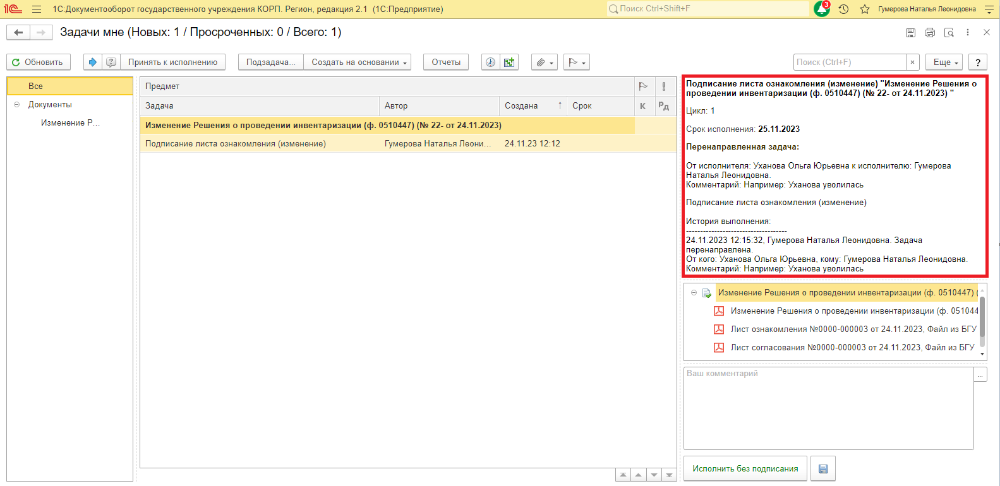 1С:Документооборот государственного учреждения КОРП. Регион, редакция 2.1 (1С:Предприятие)
Поиск Ctrl+Shift+F
3
Гумерова Наталья Леонидовна
Задачи мне (Новых: 1 / Просроченных: 0 / Всего: 1)
Обновить
Принять к исполнению
Подзадача...
Создать на основании
Отчеты
Поиск (Ctrl+F)
×
Еще
?
Все
Документы
Изменение Р...
Предмет
Задача
Автор
Создана ↑
Срок
К
Рд
Изменение Решения о проведении инвентаризации (ф. 0510447) (№ 22- от 24.11.2023)
Подписание листа ознакомления (изменение)
Гумерова Наталья Леони...
24.11.23 12:12
Подписание листа ознакомления (изменение) "Изменение Решения о
проведении инвентаризации (ф. 0510447) (№ 22- от 24.11.2023) "
Цикл: 1
Срок исполнения: 25.11.2023
Перенаправленная задача:
От исполнителя: Уханова Ольга Юрьевна к исполнителю: Гумерова
Наталья Леонидовна.
Комментарий: Например: Уханова уволилась
Подписание листа ознакомления (изменение)
История выполнения:
------------------------------------
24.11.2023 12:15:32, Гумерова Наталья Леонидовна. Задача
перенаправлена.
От кого: Уханова Ольга Юрьевна, кому: Гумерова Наталья Леонидовна.
Комментарий: Например: Уханова уволилась
Изменение Решения о проведении инвентаризации (ф. 0510447) (
Изменение Решения о проведении инвентаризации (ф. 051044
Лист ознакомления №0000-000003 от 24.11.2023, Файл из БГУ
Лист согласования №0000-000003 от 24.11.2023, Файл из БГУ
Ваш комментарий
...
Исполнить без подписания